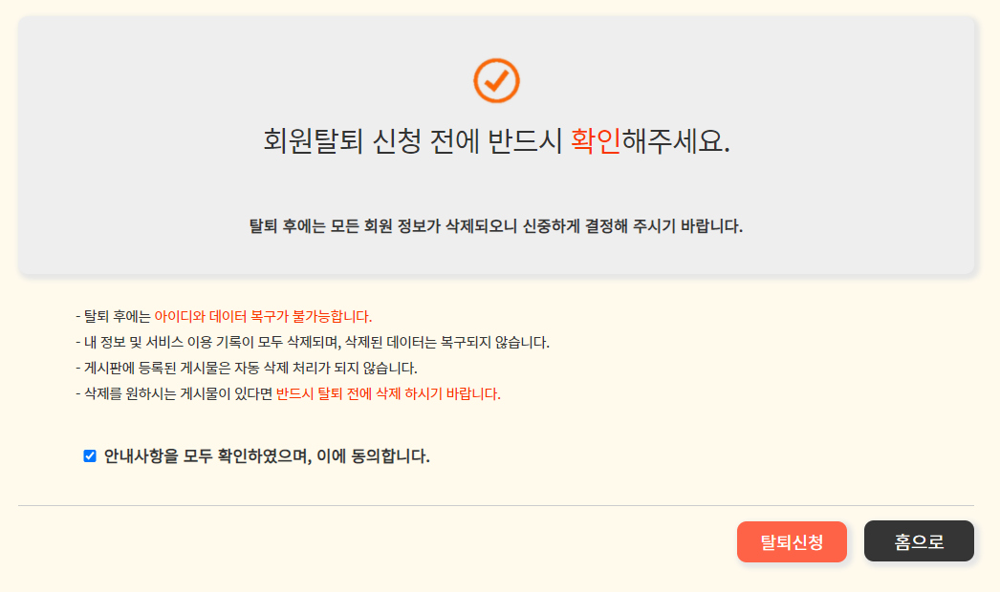 회원탈퇴 신청 전에 반드시 확인해주세요.
탈퇴 후에는 모든 회원 정보가 삭제되오니 신중하게 결정해 주시기 바랍니다.
- 탈퇴 후에는 아이디와 데이터 복구가 불가능합니다.
- 내 정보 및 서비스 이용 기록이 모두 삭제되며, 삭제된 데이터는 복구되지 않습니다.
- 게시판에 등록된 게시물은 자동 삭제 처리가 되지 않습니다.
- 삭제를 원하시는 게시물이 있다면 반드시 탈퇴 전에 삭제 하시기 바랍니다.
안내사항을 모두 확인하였으며, 이에 동의합니다.
탈퇴신청 홈으로